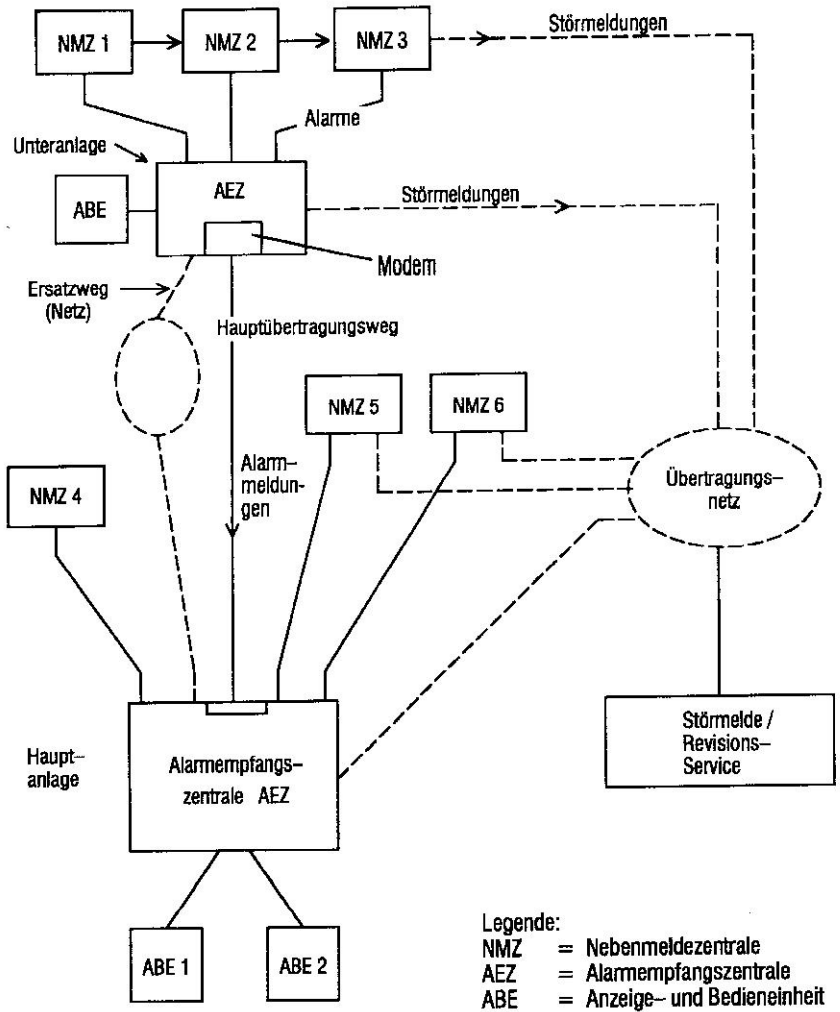 NMZ 1
NMZ 2
NMZ 3
Störmeldungen
Alarme
Unteranlage
AEZ
ABE
Störmeldungen
Modem
Ersatzweg
(Netz)
Hauptübertragungsweg
NMZ 5
NMZ 6
Alarm-
meldun-
gen
NMZ 4
Übertragungs-
netz
Haupt-
anlage
Alarmempfangs-
zentrale AEZ
Störmelde /
Revisions-
Service
ABE 1
ABE 2
Legende:
NMZ = Nebenmeldezentrale
AEZ = Alarmempfangszentrale
ABE = Anzeige- und Bedieneinheit